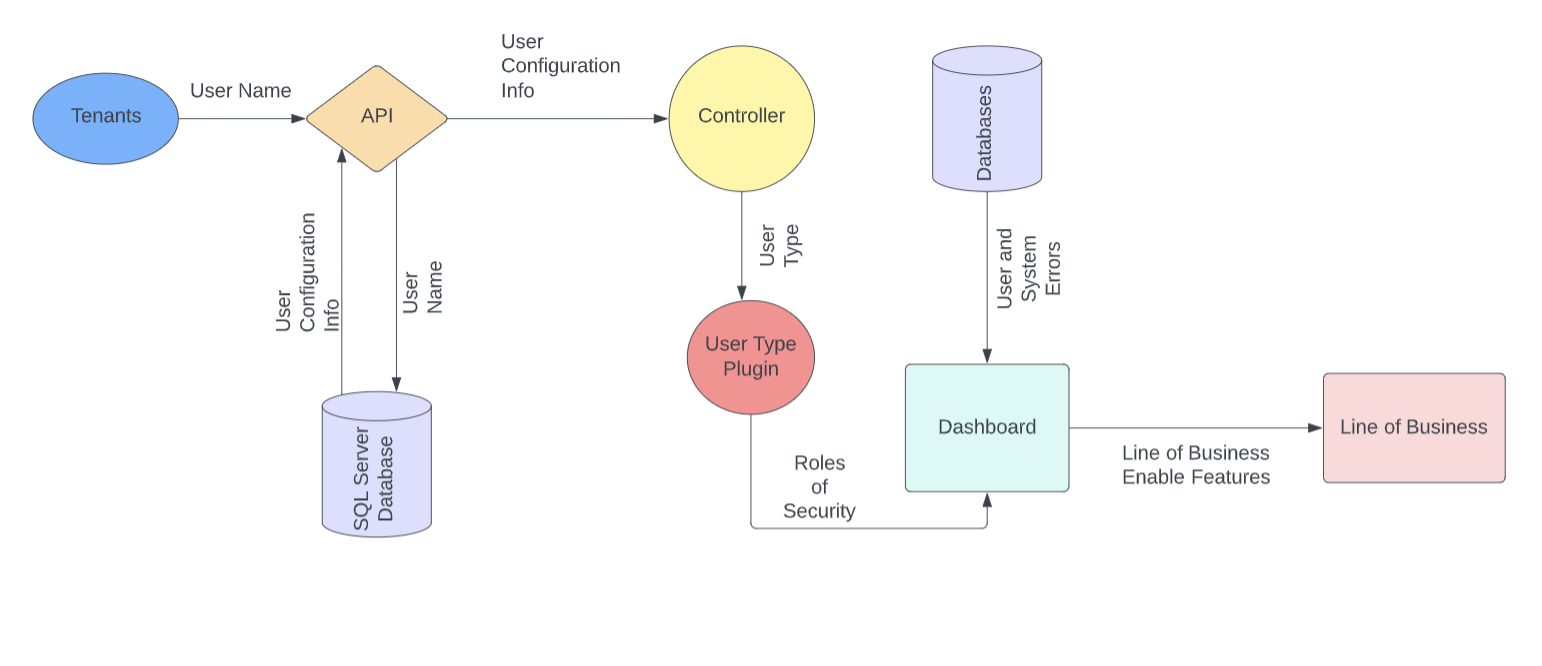 User
Configuration
Info
User Name
Tenants
API
Controller
Databases
User
Configuration
Info
User
Name
User
Type
User and
System
Errors
User Type
Plugin
SQL Server
Database
Dashboard
Line of Business
Line of Business
Enable Features
Roles
of
Security